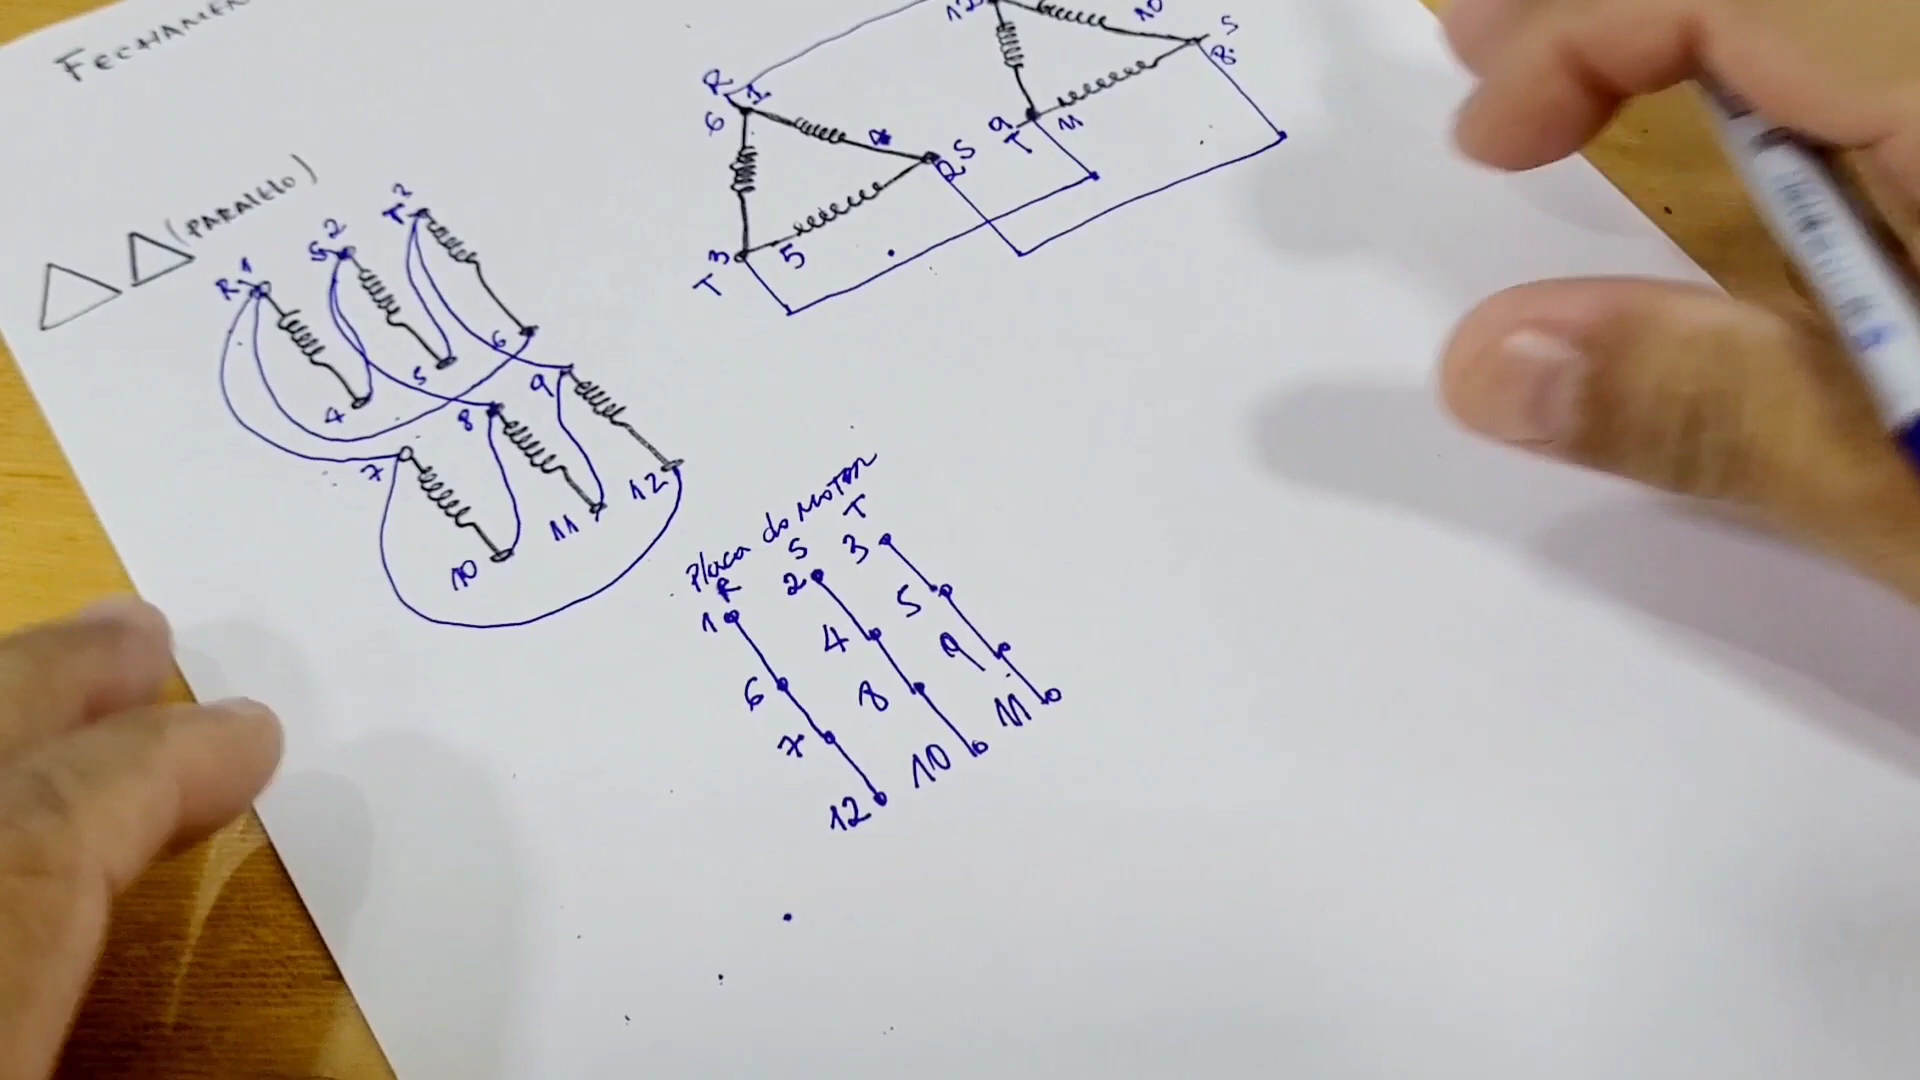 FECHAMEN
(PARALELO)
R 1
S 2
T 3
4
5
6
7
8
9
10
11
12
R 1
6
S
2
3
T
5
12
10
S
8
9
T
11
Placa do MOTOR
R S T
1 2 3
6 4 5
7 8 9
12 10 11